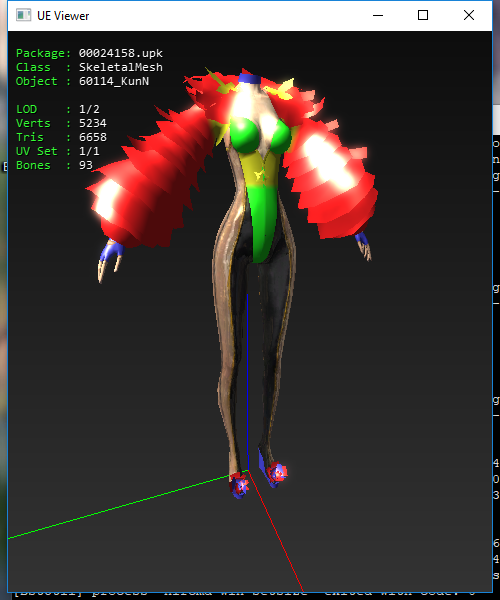 UE Viewer
Package: 00024158.upk
Class : SkeletalMesh
Object : 60114_KunN
LOD : 1/2
Verts : 5234
Tris : 6658
UV Set : 1/1
Bones : 93